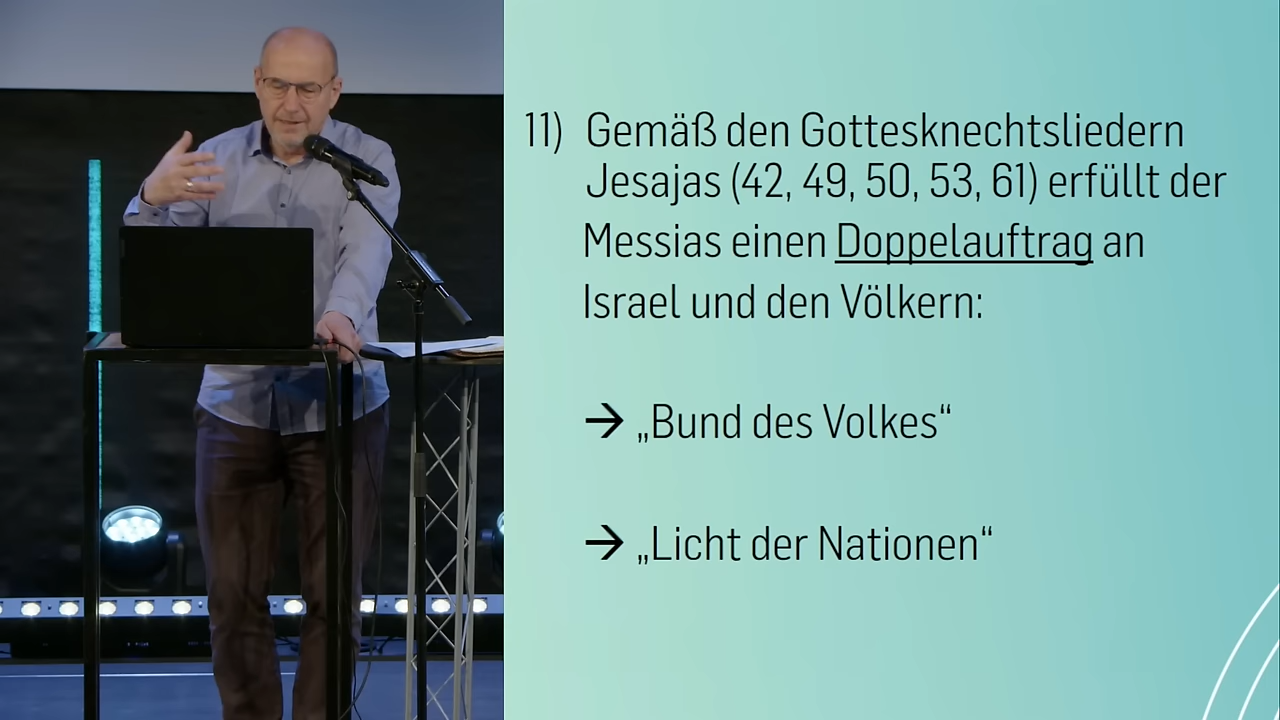 11) Gemäß den Gottesknechtsliedern
Jesajas (42, 49, 50, 53, 61) erfüllt der
Messias einen Doppelauftrag an
Israel und den Völkern:
→ „Bund des Volkes“
→ „Licht der Nationen“